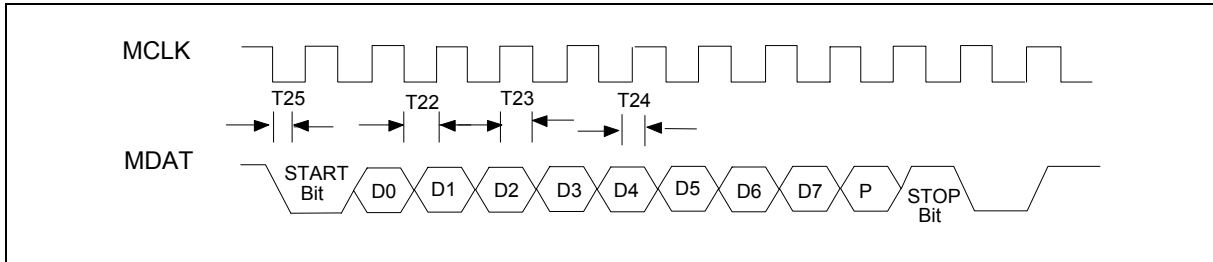 MCLK
T25
T22
T23
T24
MDAT
START
Bit
D0
D1
D2
D3
D4
D5
D6
D7
P
STOP
Bit